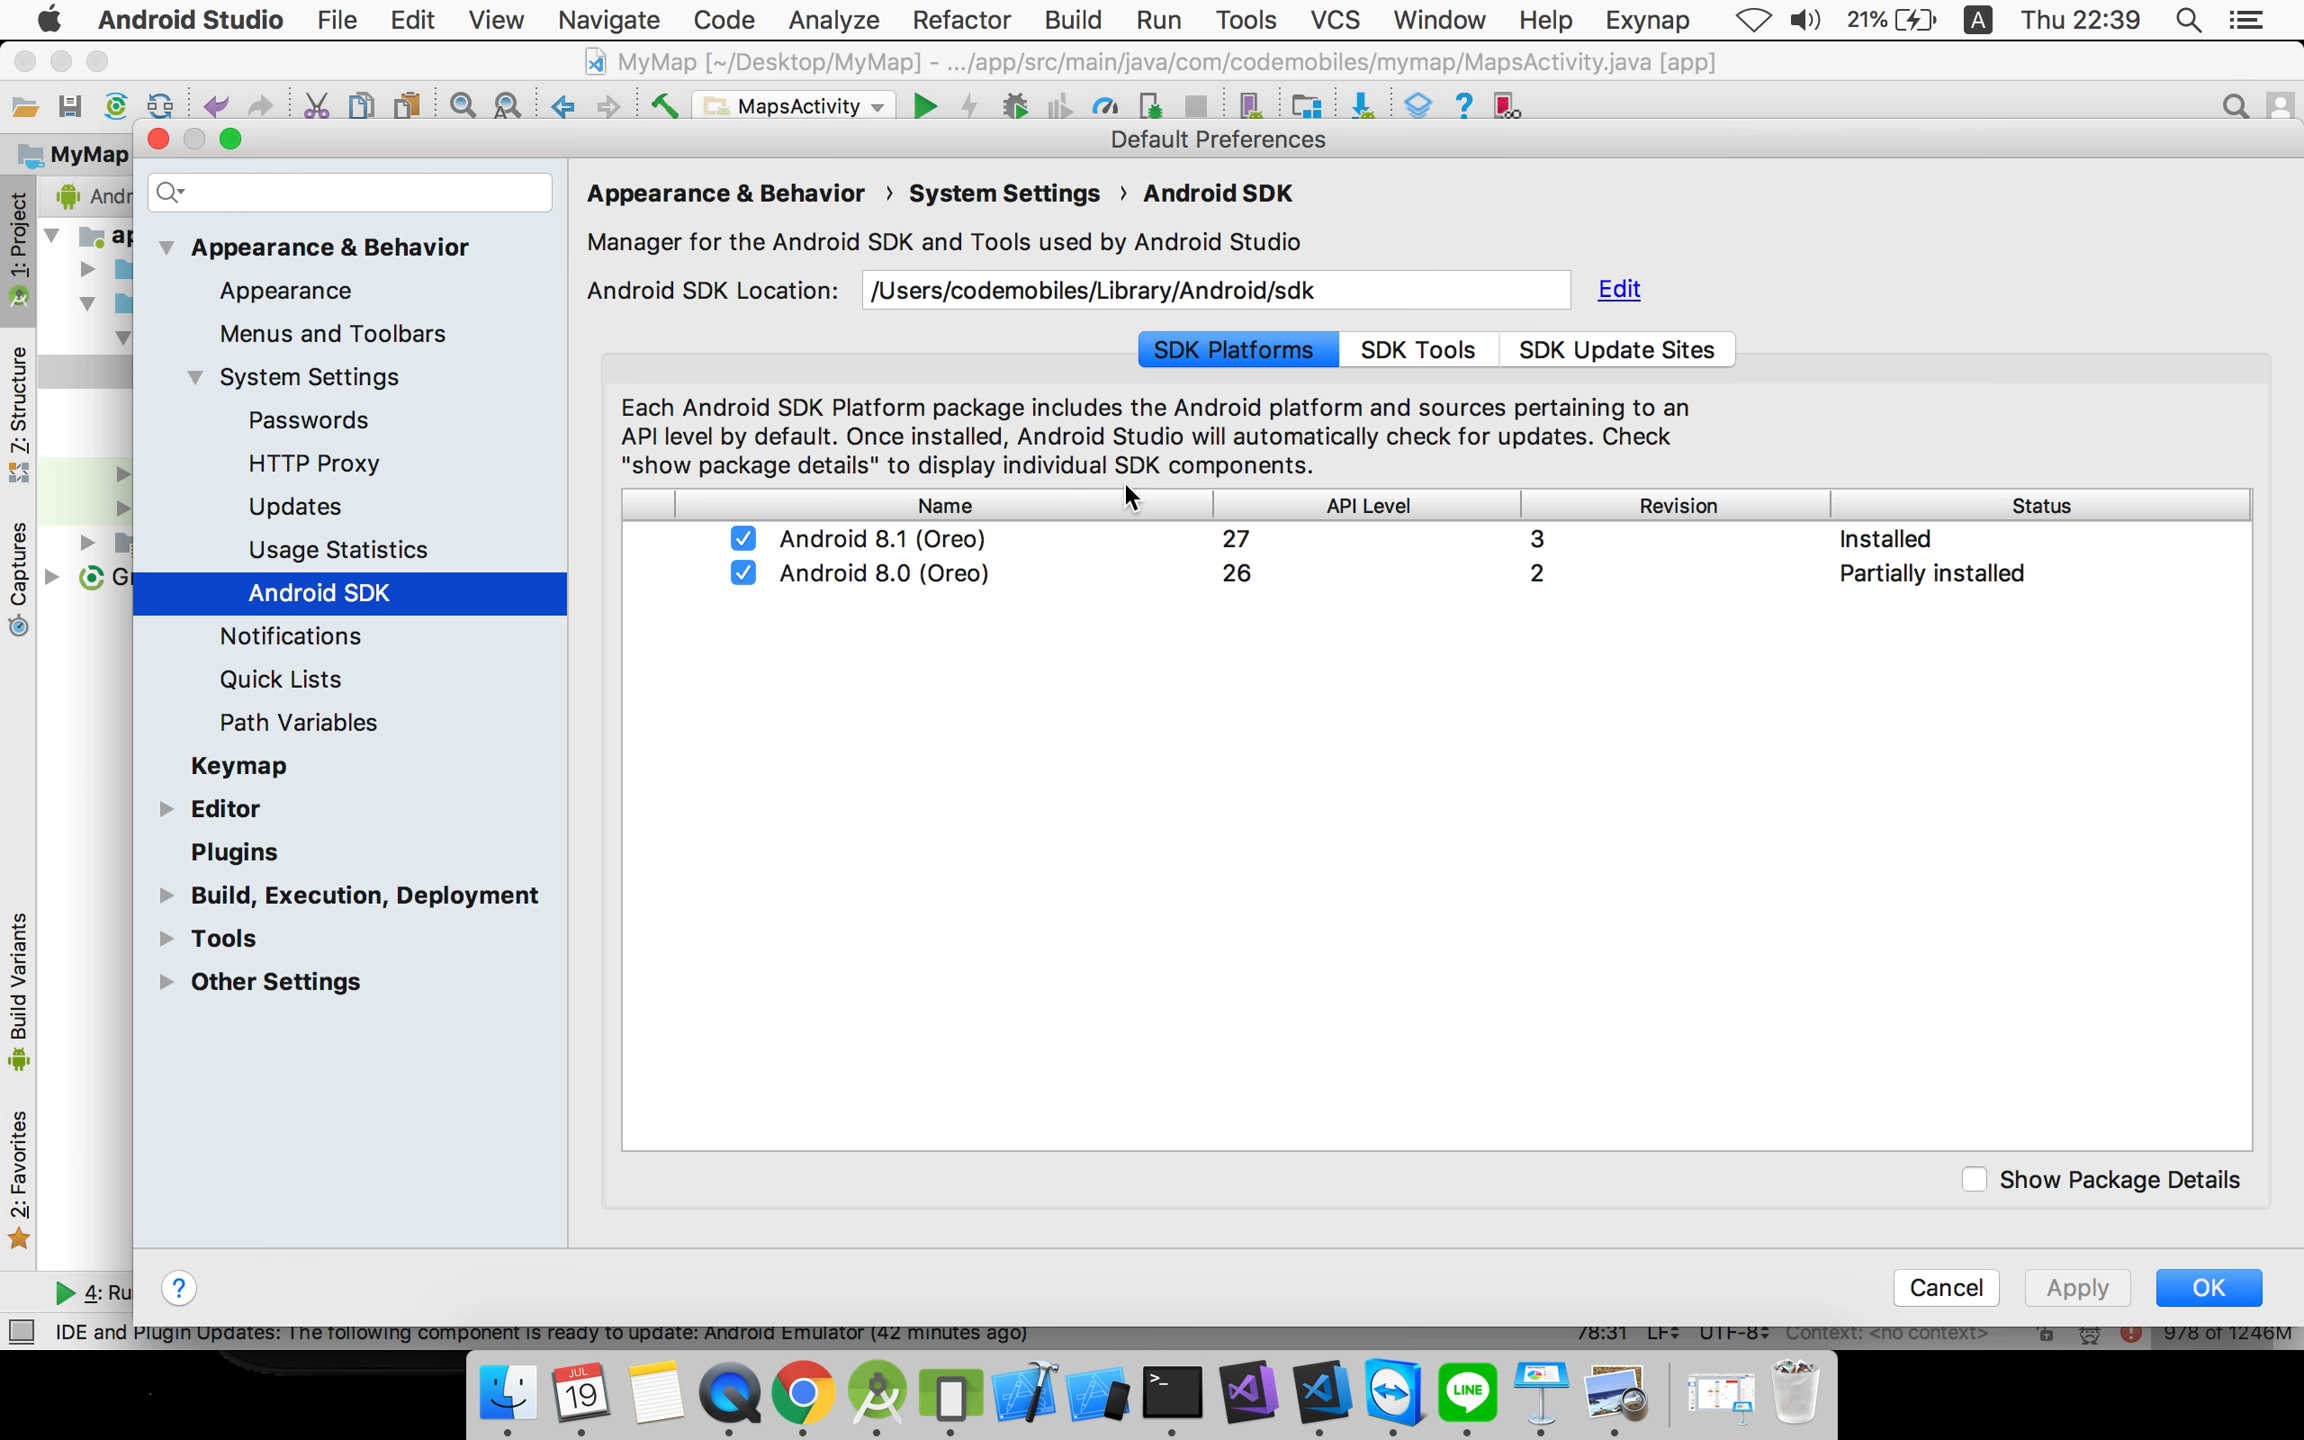 Android Studio File Edit View Navigate Code Analyze Refactor Build Run Tools VCS Window Help Exynap 21% A Thu 22:39
MyMap [~/Desktop/MyMap] - .../app/src/main/java/com/codemobiles/mymap/MapsActivity.java [app]
MapsActivity
MyMap
Default Preferences
Andr
1: Project
7: Structure
Captures
Build Variants
2: Favorites
Appearance & Behavior
Appearance
Menus and Toolbars
System Settings
Passwords
HTTP Proxy
Updates
Usage Statistics
Android SDK
Notifications
Quick Lists
Path Variables
Keymap
Editor
Plugins
Build, Execution, Deployment
Tools
Other Settings
Appearance & Behavior › System Settings › Android SDK
Manager for the Android SDK and Tools used by Android Studio
Android SDK Location: /Users/codemobiles/Library/Android/sdk Edit
SDK Platforms SDK Tools SDK Update Sites
Each Android SDK Platform package includes the Android platform and sources pertaining to an
API level by default. Once installed, Android Studio will automatically check for updates. Check
"show package details" to display individual SDK components.
Name API Level Revision Status
Android 8.1 (Oreo) 27 3 Installed
Android 8.0 (Oreo) 26 2 Partially installed
Show Package Details
? Cancel Apply OK
4: Ru
IDE and Plugin Updates: The following component is ready to update: Android Emulator (42 minutes ago) 78:31 LF UTF-8 Context: <no context> 978 of 1246M
JUL
19
LINE